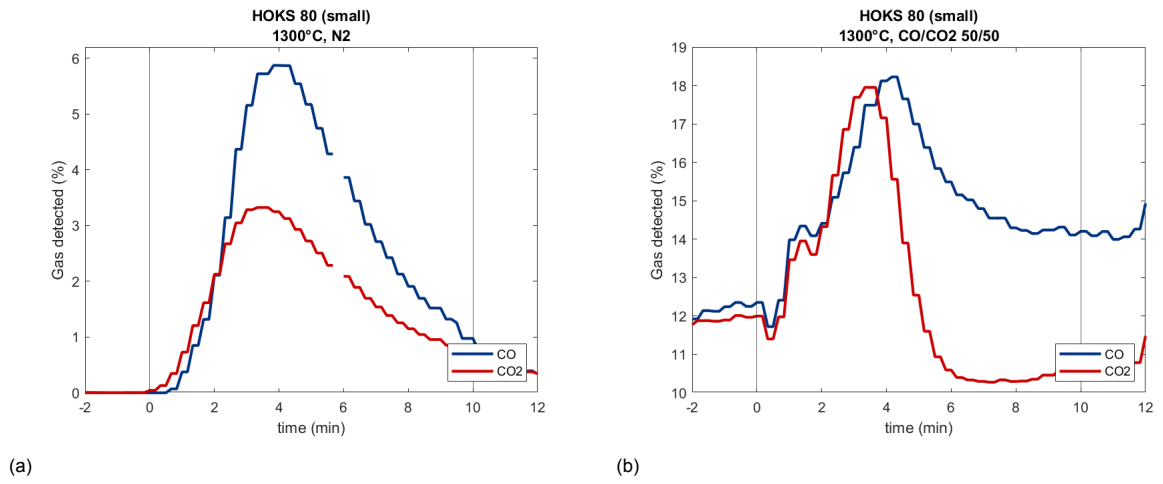 HOKS 80 (small)
1300°C, N2
Gas detected (%)
6
5
4
3
2
1
0
-2
0
2
4
6
8
10
12
time (min)
CO
CO2
(a)
HOKS 80 (small)
1300°C, CO/CO2 50/50
Gas detected (%)
19
18
17
16
15
14
13
12
11
10
-2
0
2
4
6
8
10
12
time (min)
CO
CO2
(b)